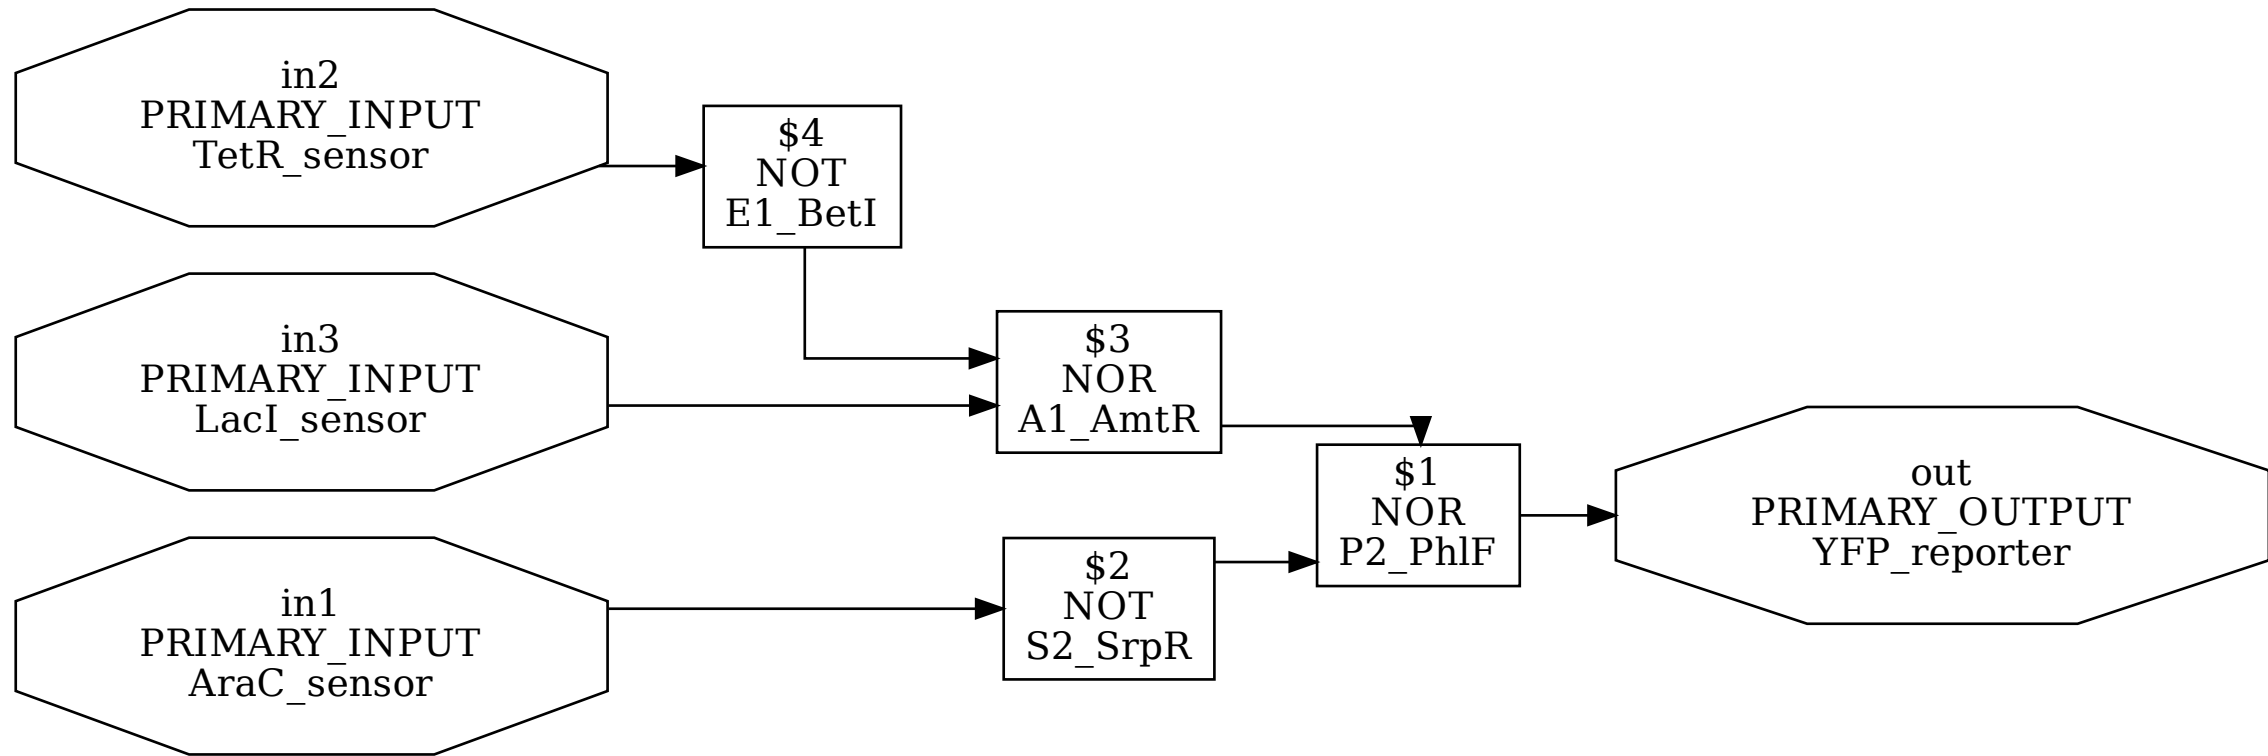 in2
PRIMARY_INPUT
TetR_sensor
$4
NOT
E1_BetI
in3
PRIMARY_INPUT
LacI_sensor
$3
NOR
A1_AmtR
$1
NOR
P2_PhlF
out
PRIMARY_OUTPUT
YFP_reporter
in1
PRIMARY_INPUT
AraC_sensor
$2
NOT
S2_SrpR